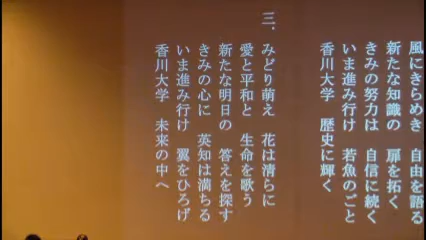 風にきらめき 自由を語る
新たな知識の 扉を拓く
きみの努力は 自信に続く
いま進み行け 若魚のごと
香川大学 歴史に輝く
三．みどり萌え 花は清らに
愛と平和と 生命を歌う
新たな明日の 答えを探す
きみの心に 英知は満ちる
いま進み行け 翼をひろげ
香川大学 未来の中へ